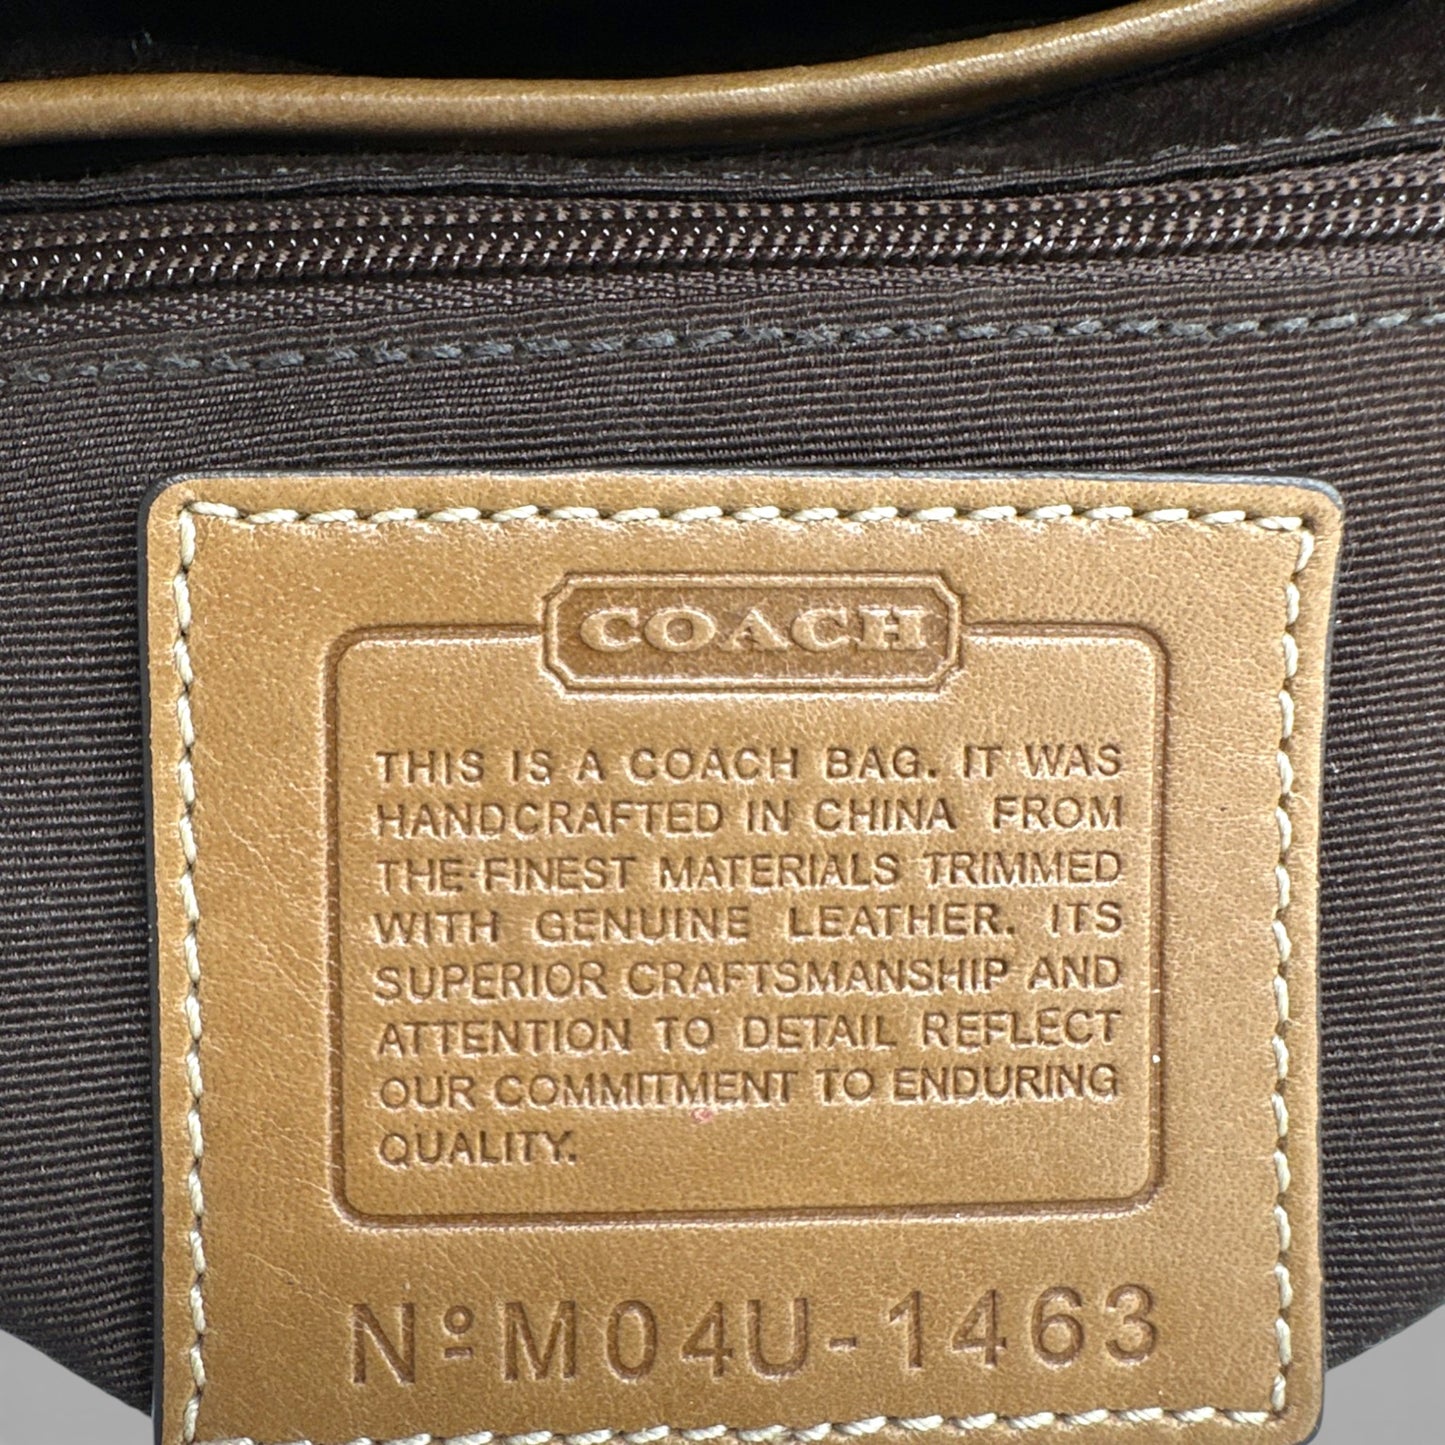 COACH
THIS IS A COACH BAG. IT WAS
HANDCRAFTED IN CHINA FROM
THE FINEST MATERIALS TRIMMED
WITH GENUINE LEATHER. ITS
SUPERIOR CRAFTSMANSHIP AND
ATTENTION TO DETAIL REFLECT
OUR COMMITMENT TO ENDURING
QUALITY.
Nº M04U-1463